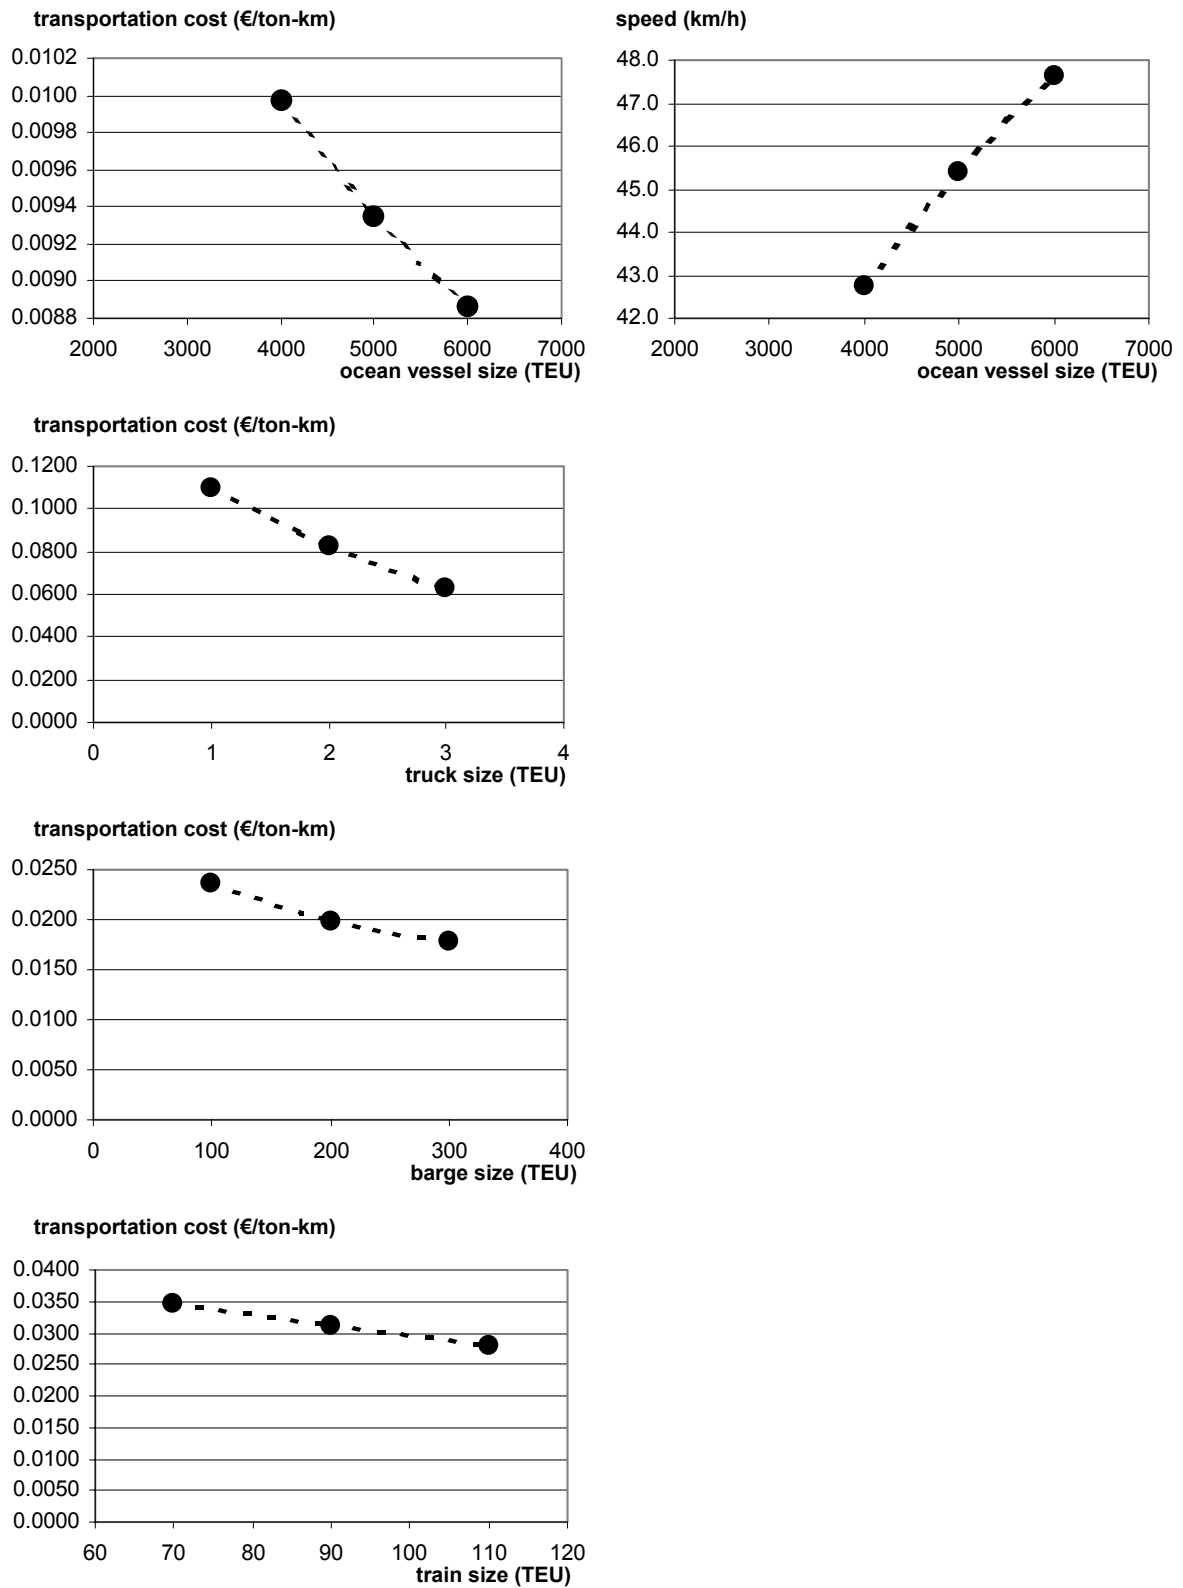 transportation cost (€/ton-km)
0.0102
0.0100
0.0098
0.0096
0.0094
0.0092
0.0090
0.0088
2000 3000 4000 5000 6000 7000
ocean vessel size (TEU)
speed (km/h)
48.0
47.0
46.0
45.0
44.0
43.0
42.0
2000 3000 4000 5000 6000 7000
ocean vessel size (TEU)
transportation cost (€/ton-km)
0.1200
0.1000
0.0800
0.0600
0.0400
0.0200
0.0000
0 1 2 3 4
truck size (TEU)
transportation cost (€/ton-km)
0.0250
0.0200
0.0150
0.0100
0.0050
0.0000
0 100 200 300 400
barge size (TEU)
transportation cost (€/ton-km)
0.0400
0.0350
0.0300
0.0250
0.0200
0.0150
0.0100
0.0050
0.0000
60 70 80 90 100 110 120
train size (TEU)